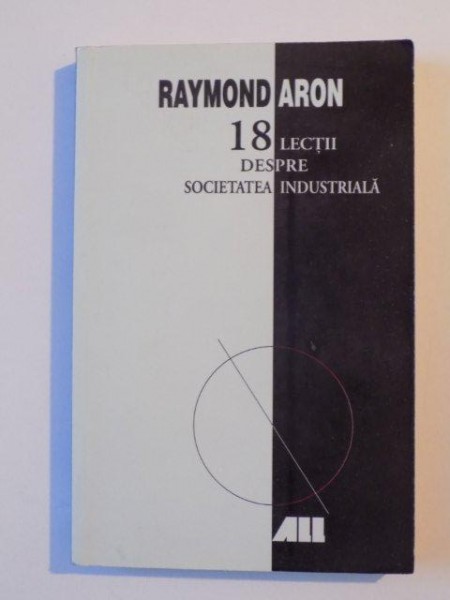 RAYMOND ARON
18 LECȚII
DESPRE
SOCIETATEA INDUSTRIALĂ
ALL